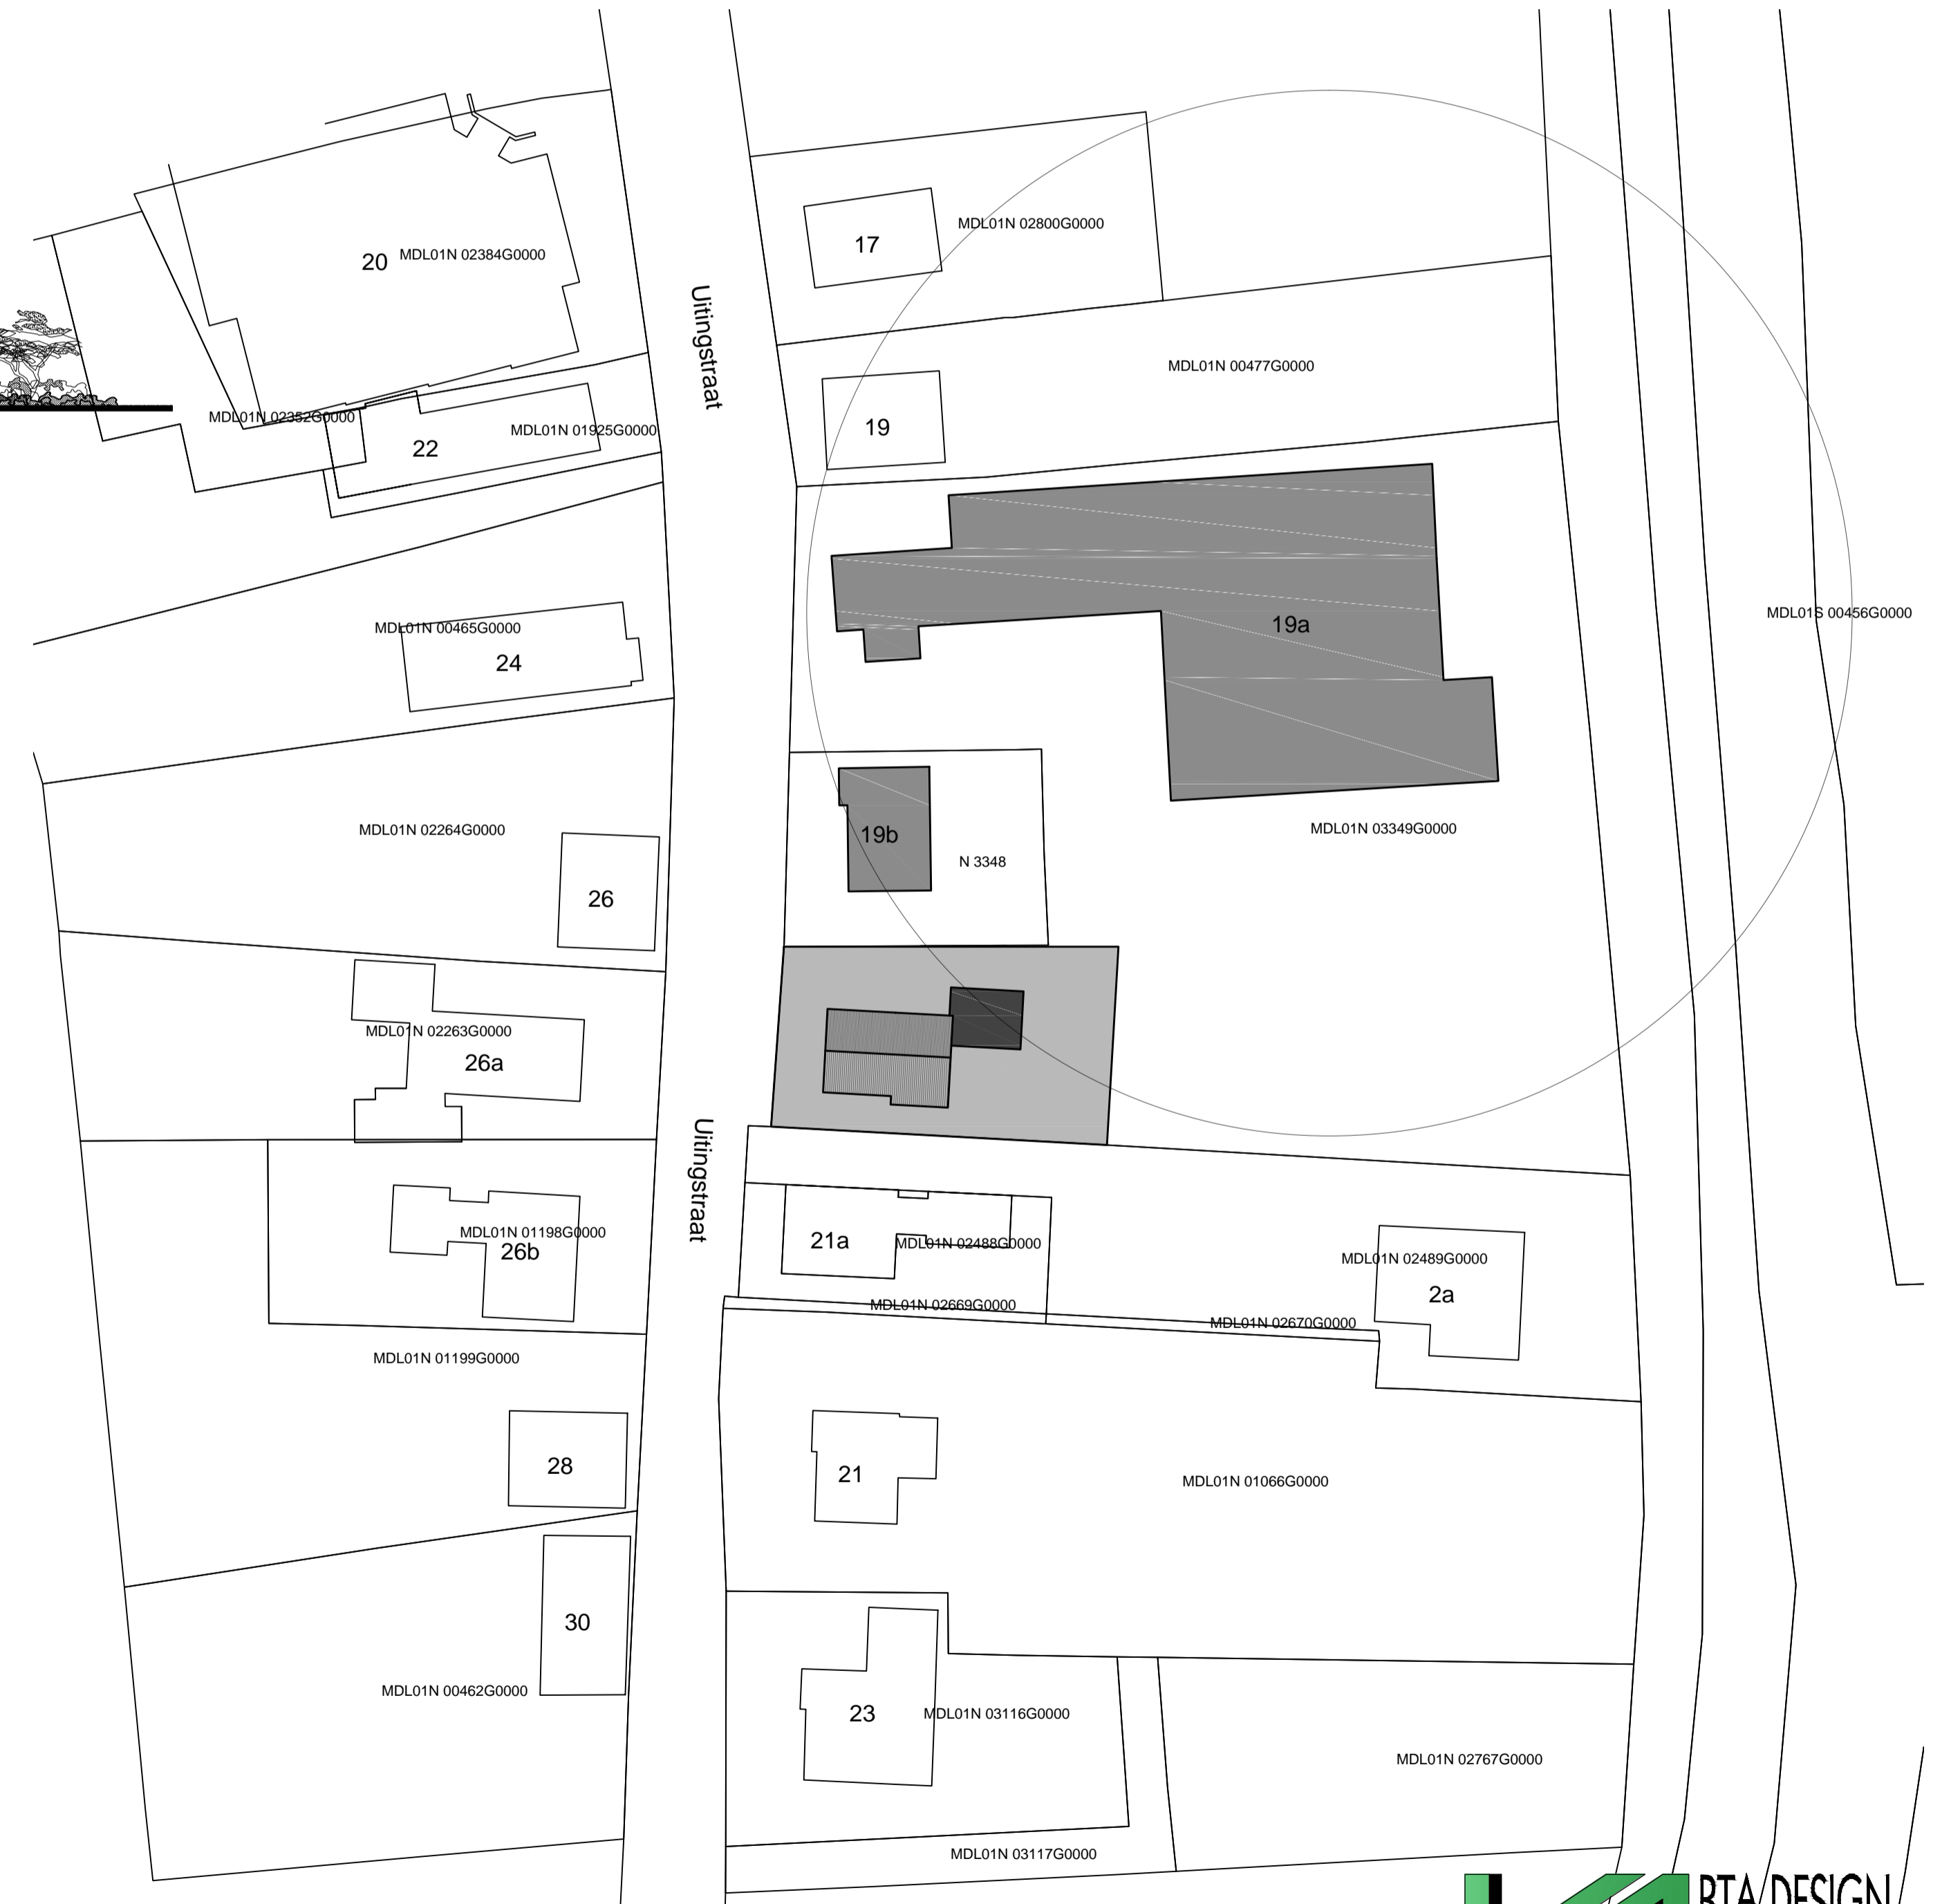 17
MDL01N 02800G0000
20
MDL01N 02384G0000
Uitingstraat
MDL01N 00477G0000
MDL01N 02352G0000
22
MDL01N 01925G0000
19
MDL01N 00465G0000
24
19a
MDL01S 00456G0000
MDL01N 02264G0000
19b
N 3348
MDL01N 03349G0000
26
MDL01N 02263G0000
26a
Uitingstraat
MDL01N 01198G0000
26b
21a
MDL01N 02488G0000
MDL01N 02489G0000
2a
MDL01N 02669G0000
MDL01N 02670G0000
MDL01N 01199G0000
28
21
MDL01N 01066G0000
30
MDL01N 00462G0000
23
MDL01N 03116G0000
MDL01N 02767G0000
MDL01N 03117G0000
DESIGN